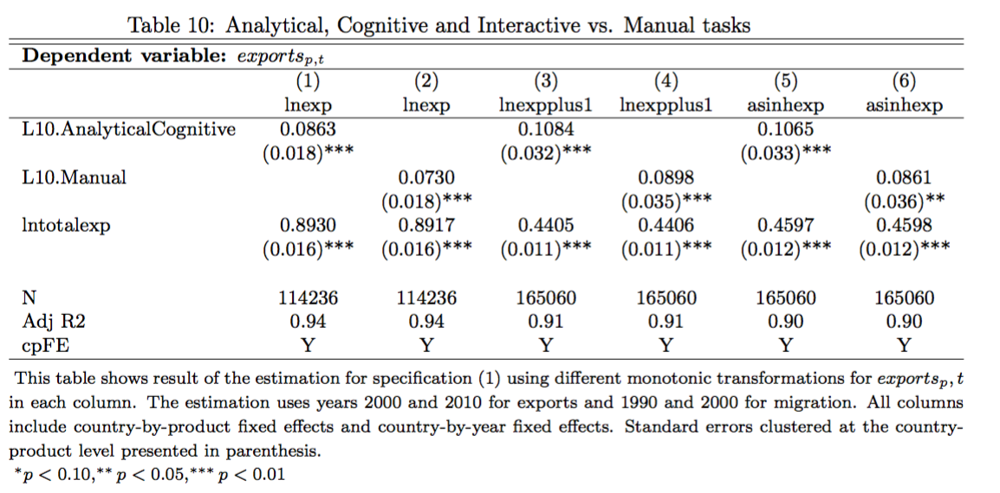 Table 10: Analytical, Cognitive and Interactive vs. Manual tasks
Dependent variable: exportsp,t
(1) (2) (3) (4) (5) (6)
lnexp lnexp lnexpplus1 lnexpplus1 asinhexp asinhexp
L10.AnalyticalCognitive 0.0863 0.1084 0.1065
(0.018)*** (0.032)*** (0.033)***
L10.Manual 0.0730 0.0898 0.0861
(0.018)*** (0.035)*** (0.036)**
lntotalexp 0.8930 0.8917 0.4405 0.4406 0.4597 0.4598
(0.016)*** (0.016)*** (0.011)*** (0.011)*** (0.012)*** (0.012)***
N 114236 114236 165060 165060 165060 165060
Adj R2 0.94 0.94 0.91 0.91 0.90 0.90
cpFE Y Y Y Y Y Y
This table shows result of the estimation for specification (1) using different monotonic transformations for exportsp, t
in each column. The estimation uses years 2000 and 2010 for exports and 1990 and 2000 for migration. All columns
include country-by-product fixed effects and country-by-year fixed effects. Standard errors clustered at the country-
product level presented in parenthesis.
*p < 0.10,** p < 0.05,*** p < 0.01